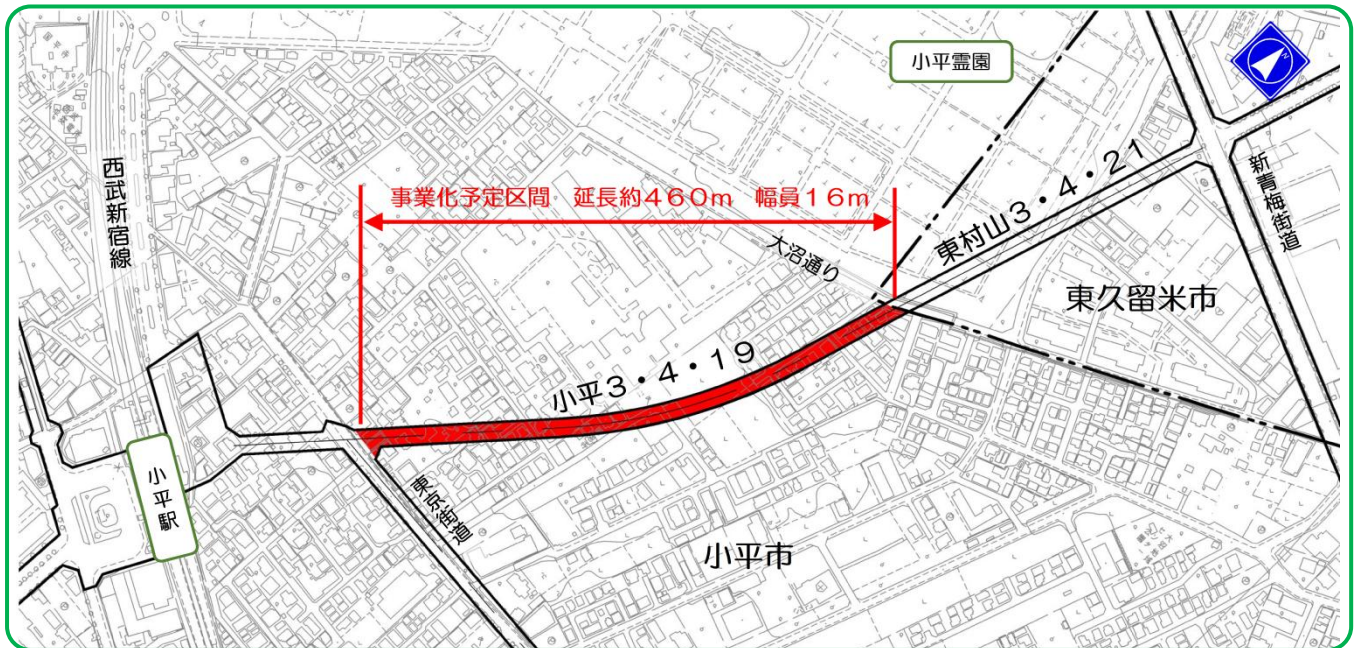 小平霊園
西武新宿線
事業化予定区間 延長約460m 幅員16m
東村山3・4・21
新青梅街道
大沼通り
東久留米市
小平3・4・19
小平駅
東京街道
小平市